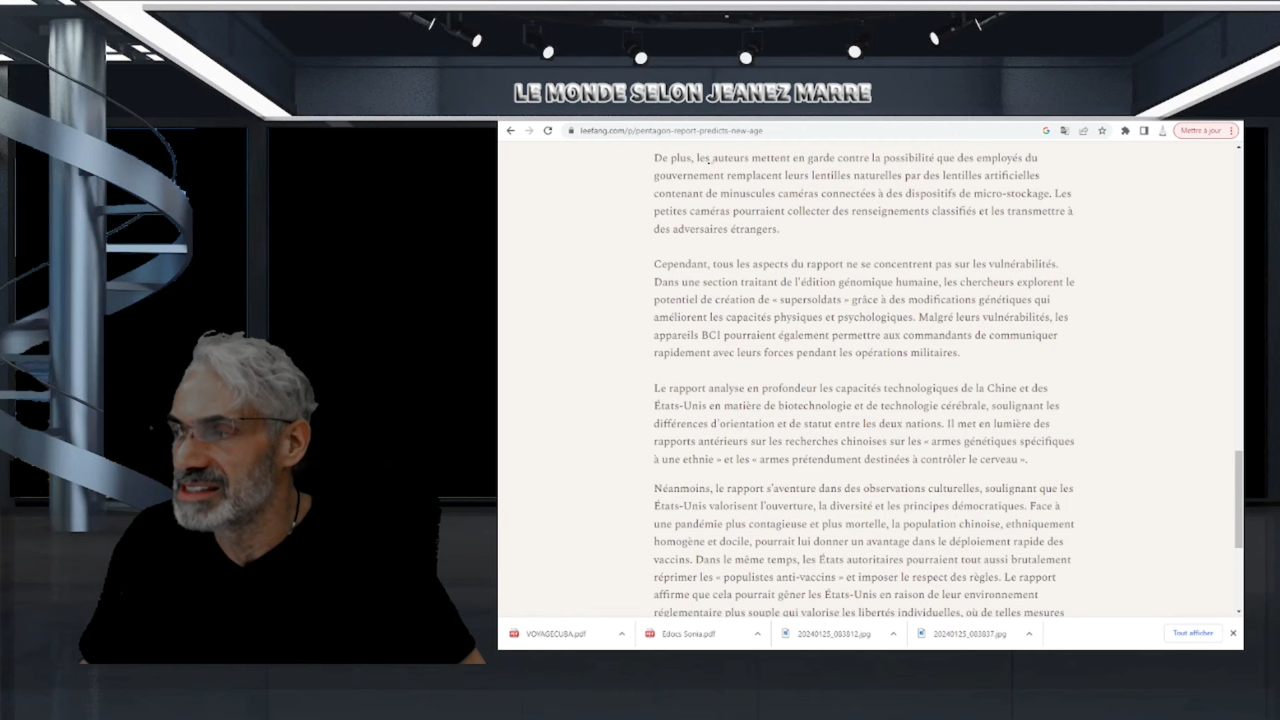 LE MONDE SELON JEANEZ MARRE
leefang.com/p/pentagon-report-predicts-new-age
Mettre à jour
De plus, les auteurs mettent en garde contre la possibilité que des employés du
gouvernement remplacent leurs lentilles naturelles par des lentilles artificielles
contenant de minuscules caméras connectées à des dispositifs de micro-stockage. Les
petites caméras pourraient collecter des renseignements classifiés et les transmettre à
des adversaires étrangers.
Cependant, tous les aspects du rapport ne se concentrent pas sur les vulnérabilités.
Dans une section traitant de l'édition génomique humaine, les chercheurs explorent le
potentiel de création de « supersoldats » grâce à des modifications génétiques qui
améliorent les capacités physiques et psychologiques. Malgré leurs vulnérabilités, les
appareils BCI pourraient également permettre aux commandants de communiquer
rapidement avec leurs forces pendant les opérations militaires.
Le rapport analyse en profondeur les capacités technologiques de la Chine et des
États-Unis en matière de biotechnologie et de technologie cérébrale, soulignant les
différences d'orientation et de statut entre les deux nations. Il met en lumière des
rapports antérieurs sur les recherches chinoises sur les « armes génétiques spécifiques
à une ethnie » et les « armes prétendument destinées à contrôler le cerveau ».
Néanmoins, le rapport s'aventure dans des observations culturelles, soulignant que les
États-Unis valorisent l'ouverture, la diversité et les principes démocratiques. Face à
une pandémie plus contagieuse et plus mortelle, la population chinoise, ethniquement
homogène et docile, pourrait lui donner un avantage dans le déploiement rapide des
vaccins. Dans le même temps, les États autoritaires pourraient tout aussi brutalement
réprimer les « populistes anti-vaccins » et imposer le respect des règles. Le rapport
affirme que cela pourrait gêner les États-Unis en raison de leur environnement
réglementaire plus souple qui valorise les libertés individuelles, où de telles mesures
VOYAGECUBA.pdf
Edocs Sonia.pdf
20240125_083812.jpg
20240125_083837.jpg
Tout afficher